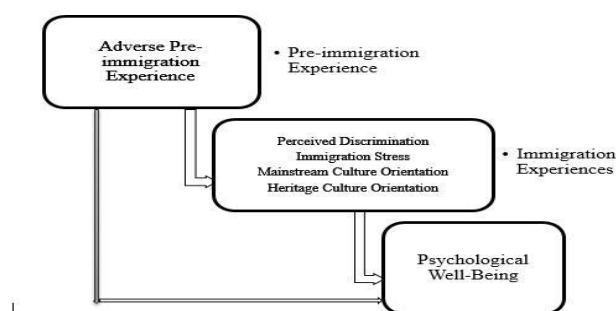 Adverse Pre-
immigration
Experience
• Pre-immigration
Experience
Perceived Discrimination
Immigration Stress
Mainstream Culture Orientation
Heritage Culture Orientation
• Immigration
Experiences
Psychological
Well-Being